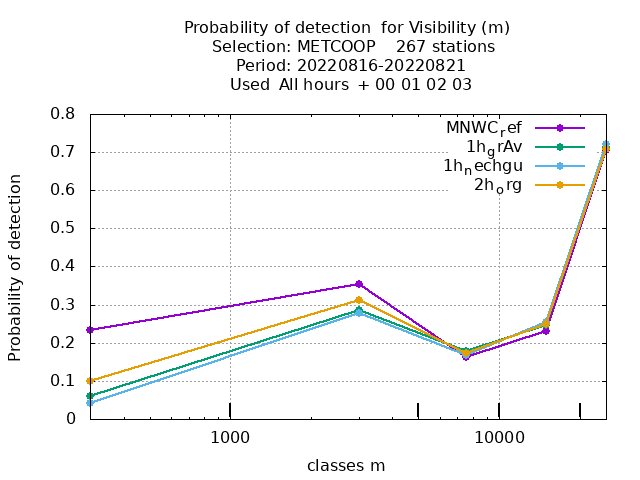 Probability of detection  for Visibility (m)
Selection: METCOOP    267 stations
Period: 20220816-20220821
Used  All hours  + 00 01 02 03
Probability of detection
0.8
0.7
0.6
0.5
0.4
0.3
0.2
0.1
0
MNWC_ref
1h_grAv
1h_nechgu
2h_org
1000
10000
classes m